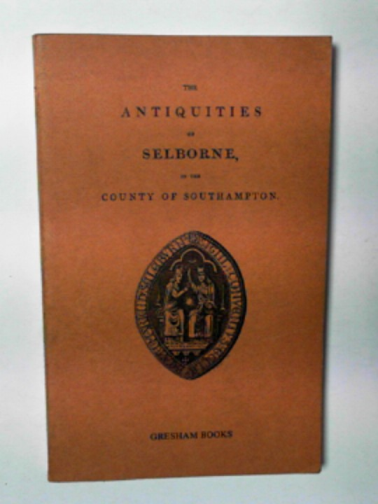 THE
ANTIQUITIES
OF
SELBORNE,
IN THE
COUNTY OF SOUTHAMPTON.
GRESHAM BOOKS